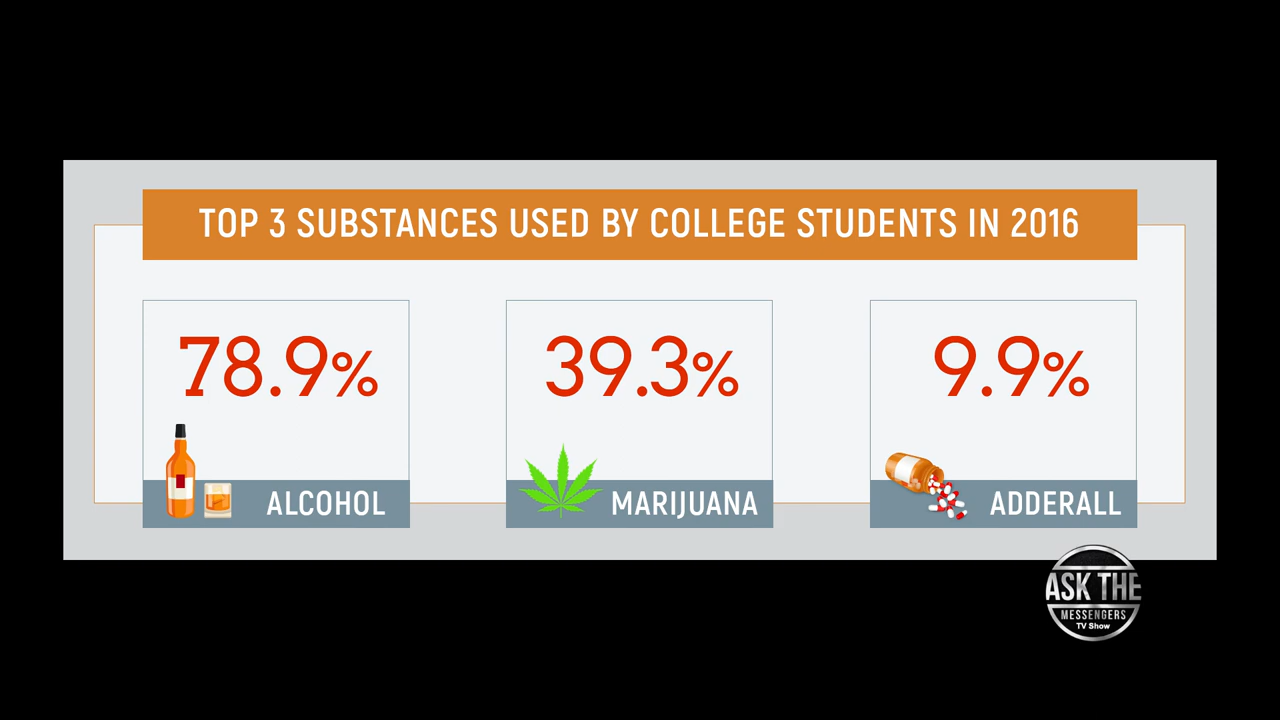 TOP 3 SUBSTANCES USED BY COLLEGE STUDENTS IN 2016
78.9%
ALCOHOL
39.3%
MARIJUANA
9.9%
ADDERALL
ASK THE
MESSENGERS
TV Show